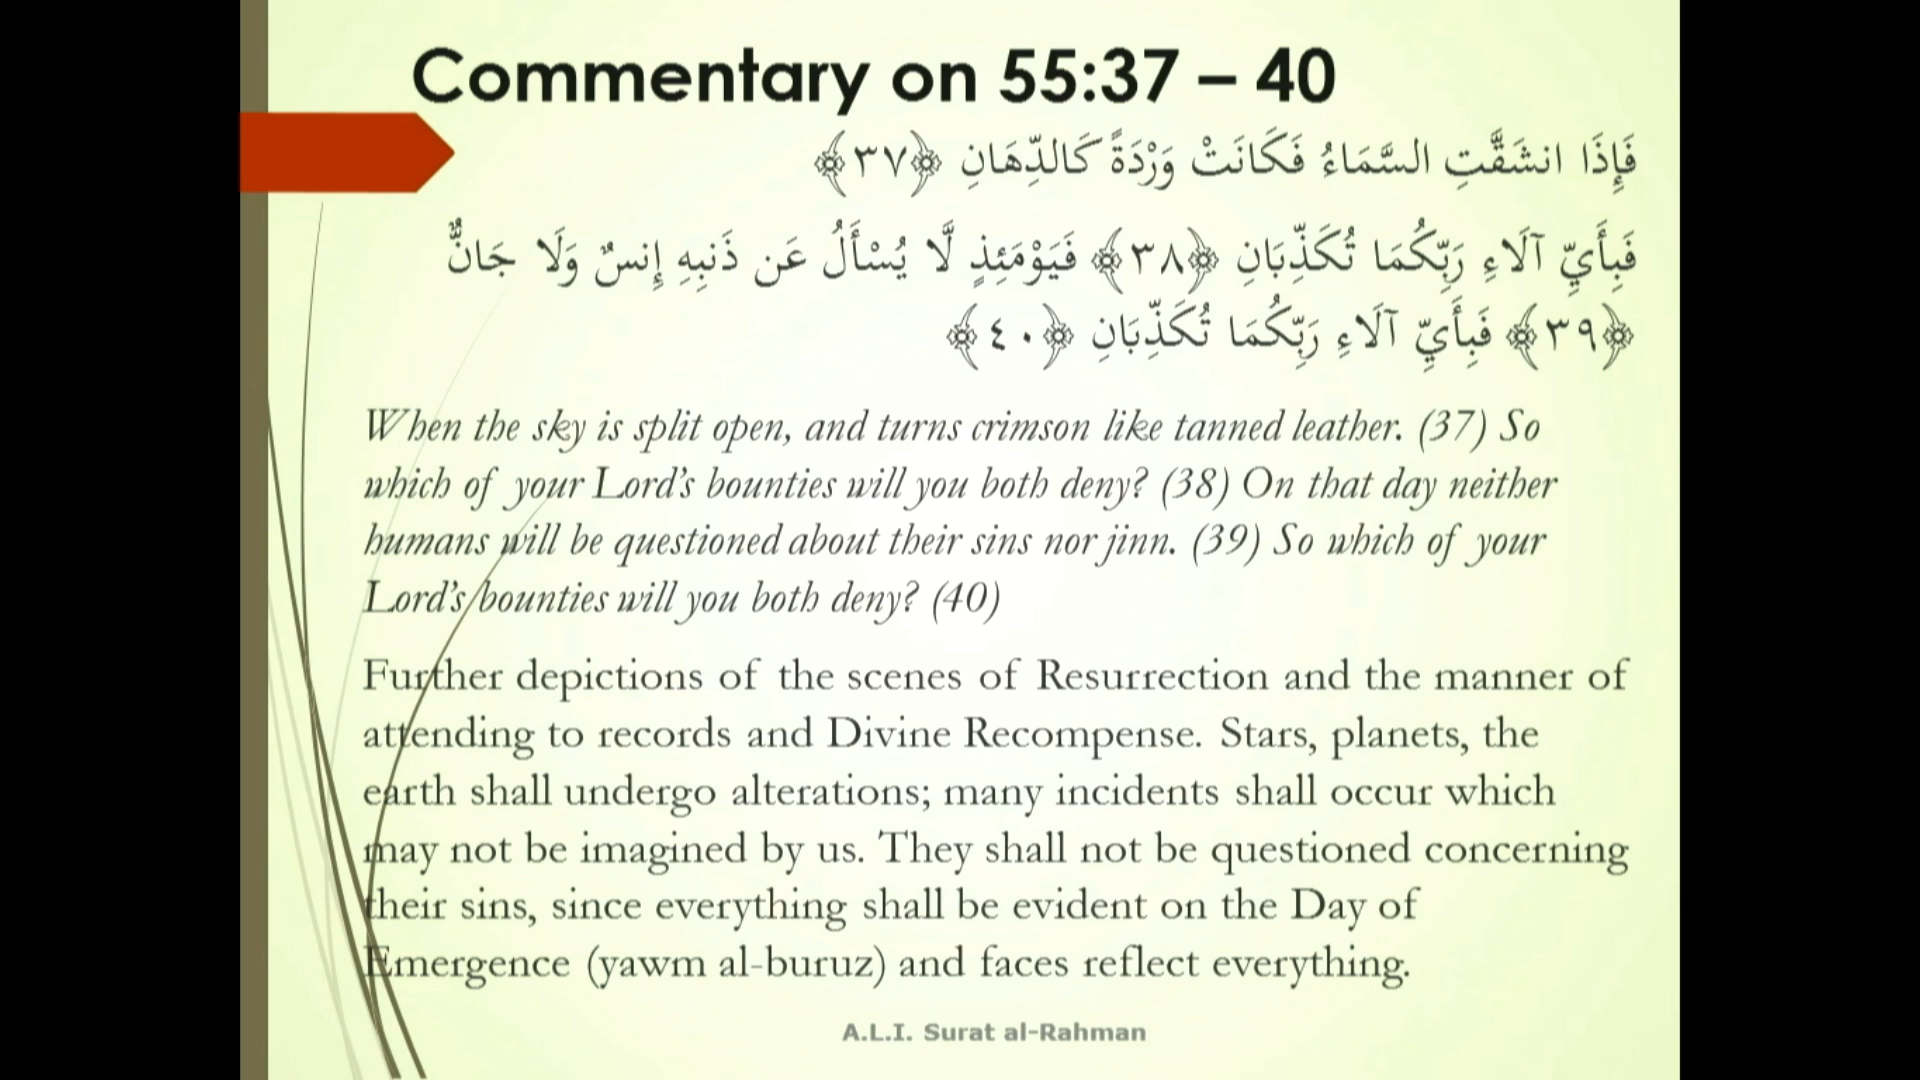 Commentary on 55:37 – 40
فَإِذَا انشَقَّتِ السَّمَاءُ فَكَانَتْ وَرْدَةً كَالدِّهَانِ ﴿٣٧﴾
فَبِأَيِّ آلَاءِ رَبِّكُمَا تُكَذِّبَانِ ﴿٣٨﴾ فَيَوْمَئِذٍ لَّا يُسْأَلُ عَن ذَنبِهِ إِنسٌ وَلَا جَانٌّ
﴿٣٩﴾ فَبِأَيِّ آلَاءِ رَبِّكُمَا تُكَذِّبَانِ ﴿٤٠﴾
When the sky is split open, and turns crimson like tanned leather. (37) So
which of your Lord’s bounties will you both deny? (38) On that day neither
humans will be questioned about their sins nor jinn. (39) So which of your
Lord’s bounties will you both deny? (40)
Further depictions of the scenes of Resurrection and the manner of
attending to records and Divine Recompense. Stars, planets, the
earth shall undergo alterations; many incidents shall occur which
may not be imagined by us. They shall not be questioned concerning
their sins, since everything shall be evident on the Day of
Emergence (yawm al-buruz) and faces reflect everything.
A.L.I. Surat al-Rahman